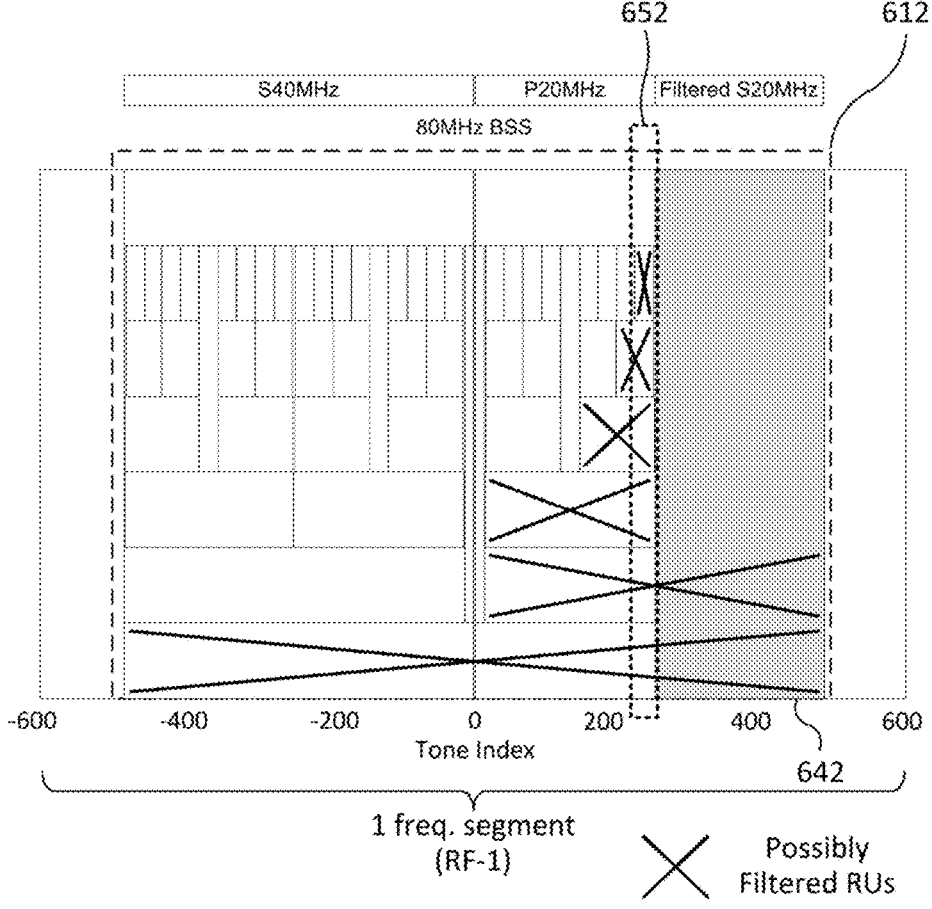 652
612
S40MHz P20MHz Filtered S20MHz
80MHz BSS
-600 -400 -200 0 200 400 600
Tone Index
642
1 freq. segment
(RF-1)
Possibly
Filtered RUs